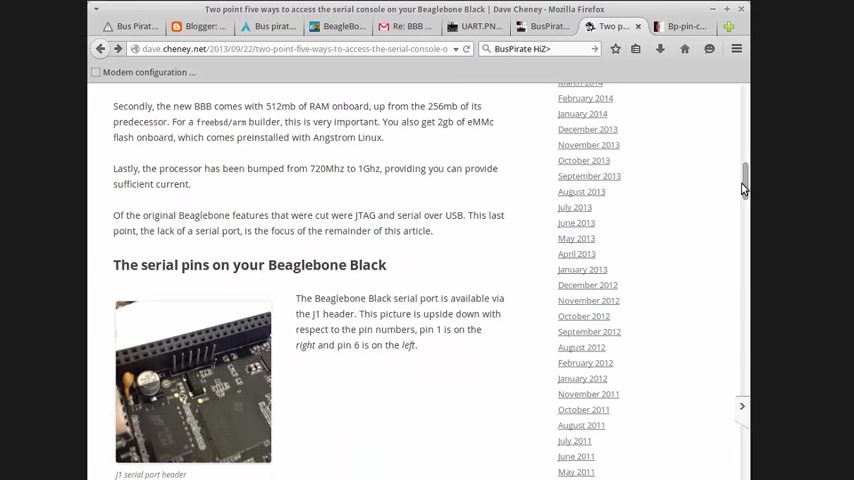 Two point five ways to access the serial console on your Beaglebone Black | Dave Cheney - Mozilla Firefox
Bus Pirat...
Blogger: ...
Bus pirat...
BeagleBo...
Re: BBB ...
UART.PN...
BusPirat...
Two p...
Bp-pin-c...
dave.cheney.net/2013/09/22/two-point-five-ways-to-access-the-serial-console-o
BusPirate HiZ>
Modem configuration ...
Secondly, the new BBB comes with 512mb of RAM onboard, up from the 256mb of its
predecessor. For a freebsd/arm builder, this is very important. You also get 2gb of eMMc
flash onboard, which comes preinstalled with Angstrom Linux.
Lastly, the processor has been bumped from 720Mhz to 1Ghz, providing you can provide
sufficient current.
Of the original Beaglebone features that were cut were JTAG and serial over USB. This last
point, the lack of a serial port, is the focus of the remainder of this article.
The serial pins on your Beaglebone Black
The Beaglebone Black serial port is available via
the J1 header. This picture is upside down with
respect to the pin numbers, pin 1 is on the
right and pin 6 is on the left.
J1 serial port header
March 2014
February 2014
January 2014
December 2013
November 2013
October 2013
September 2013
August 2013
July 2013
June 2013
May 2013
April 2013
January 2013
December 2012
November 2012
October 2012
September 2012
August 2012
February 2012
January 2012
November 2011
October 2011
August 2011
July 2011
June 2011
May 2011